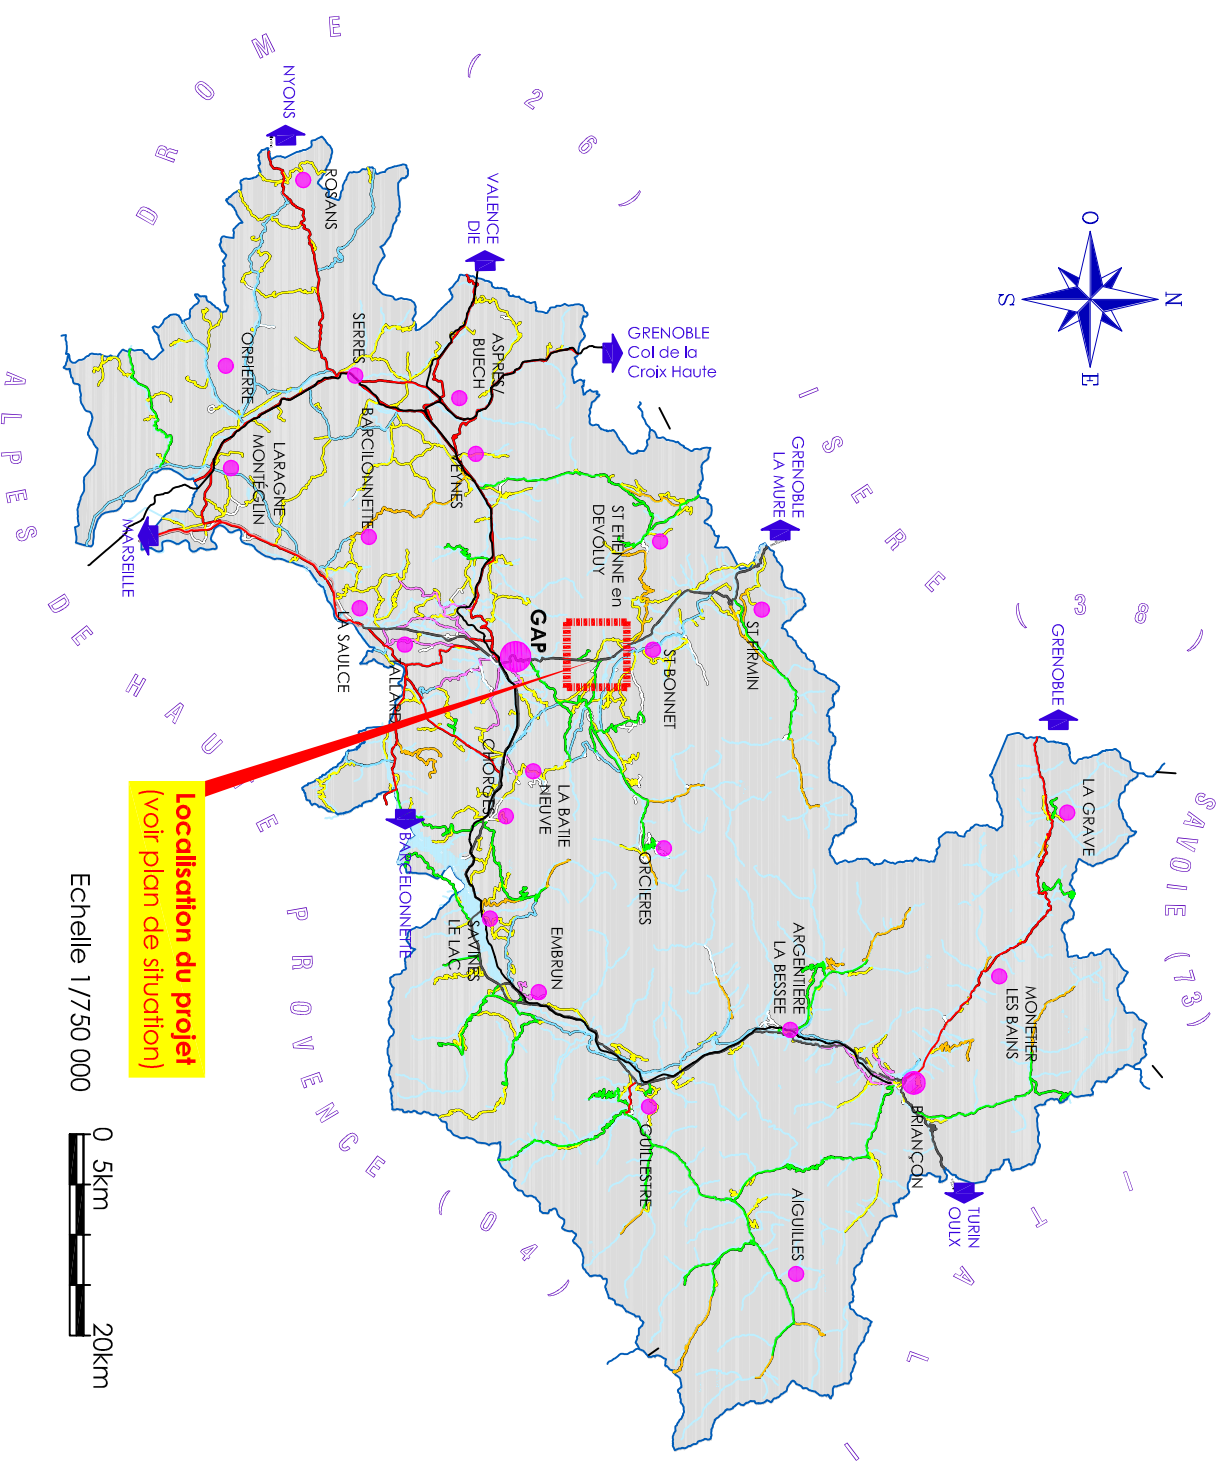 SAVOIE (73)
ISERE (38)
DROME (26)
ITALIE
ALPES DE HAUTE PROVENCE (04)
N
O
E
S
GRENOBLE
LA GRAVE
MONETIER
LES BAINS
BRIANÇON
TURIN
OULX
GRENOBLE
LA MURE
ST FIRMIN
ARGENTIERE
LA BESSEE
AIGUILLES
GRENOBLE
Col de la
Croix Haute
ST ETIENNE en
DEVOLUY
ST BONNET
ORCIERES
GUILLESTRE
VALENCE
DIE
ASPRES/
BUECH
VEYNES
GAP
LA BATIE
NEUVE
CHORGES
EMBRUN
SAVINES
LE LAC
NYONS
ROSANS
SERRES
BARCILONNETTE
LA SAULCE
TALLARD
BARCELONNETTE
ORPIERRE
LARAGNE
MONTÉGLIN
MARSEILLE
Localisation du projet
(voir plan de situation)
Echelle 1/750 000
0 5km 20km